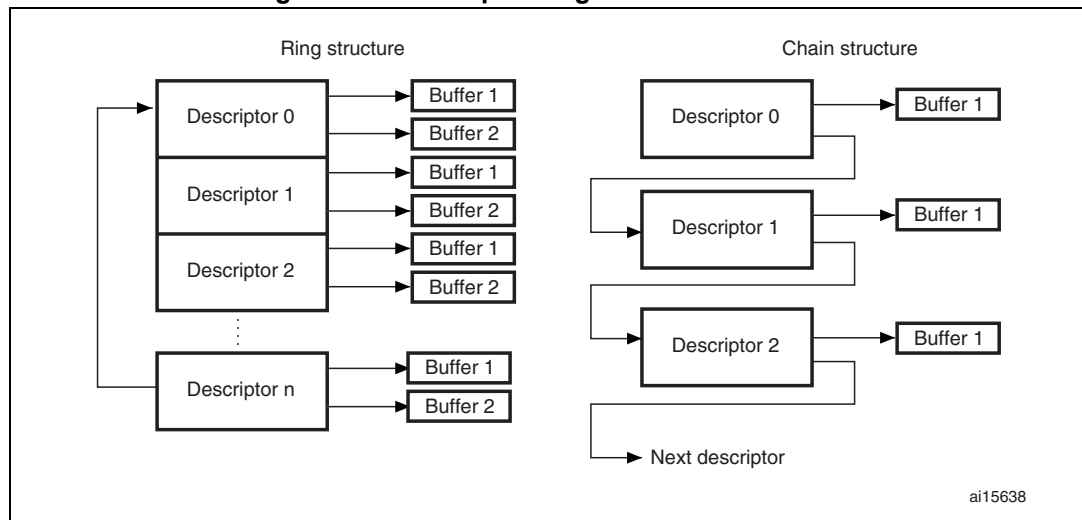 Ring structure
Descriptor 0
Buffer 1
Buffer 2
Descriptor 1
Buffer 1
Buffer 2
Descriptor 2
Buffer 1
Buffer 2
Descriptor n
Buffer 1
Buffer 2
Chain structure
Descriptor 0
Buffer 1
Descriptor 1
Buffer 1
Descriptor 2
Buffer 1
Next descriptor
ai15638